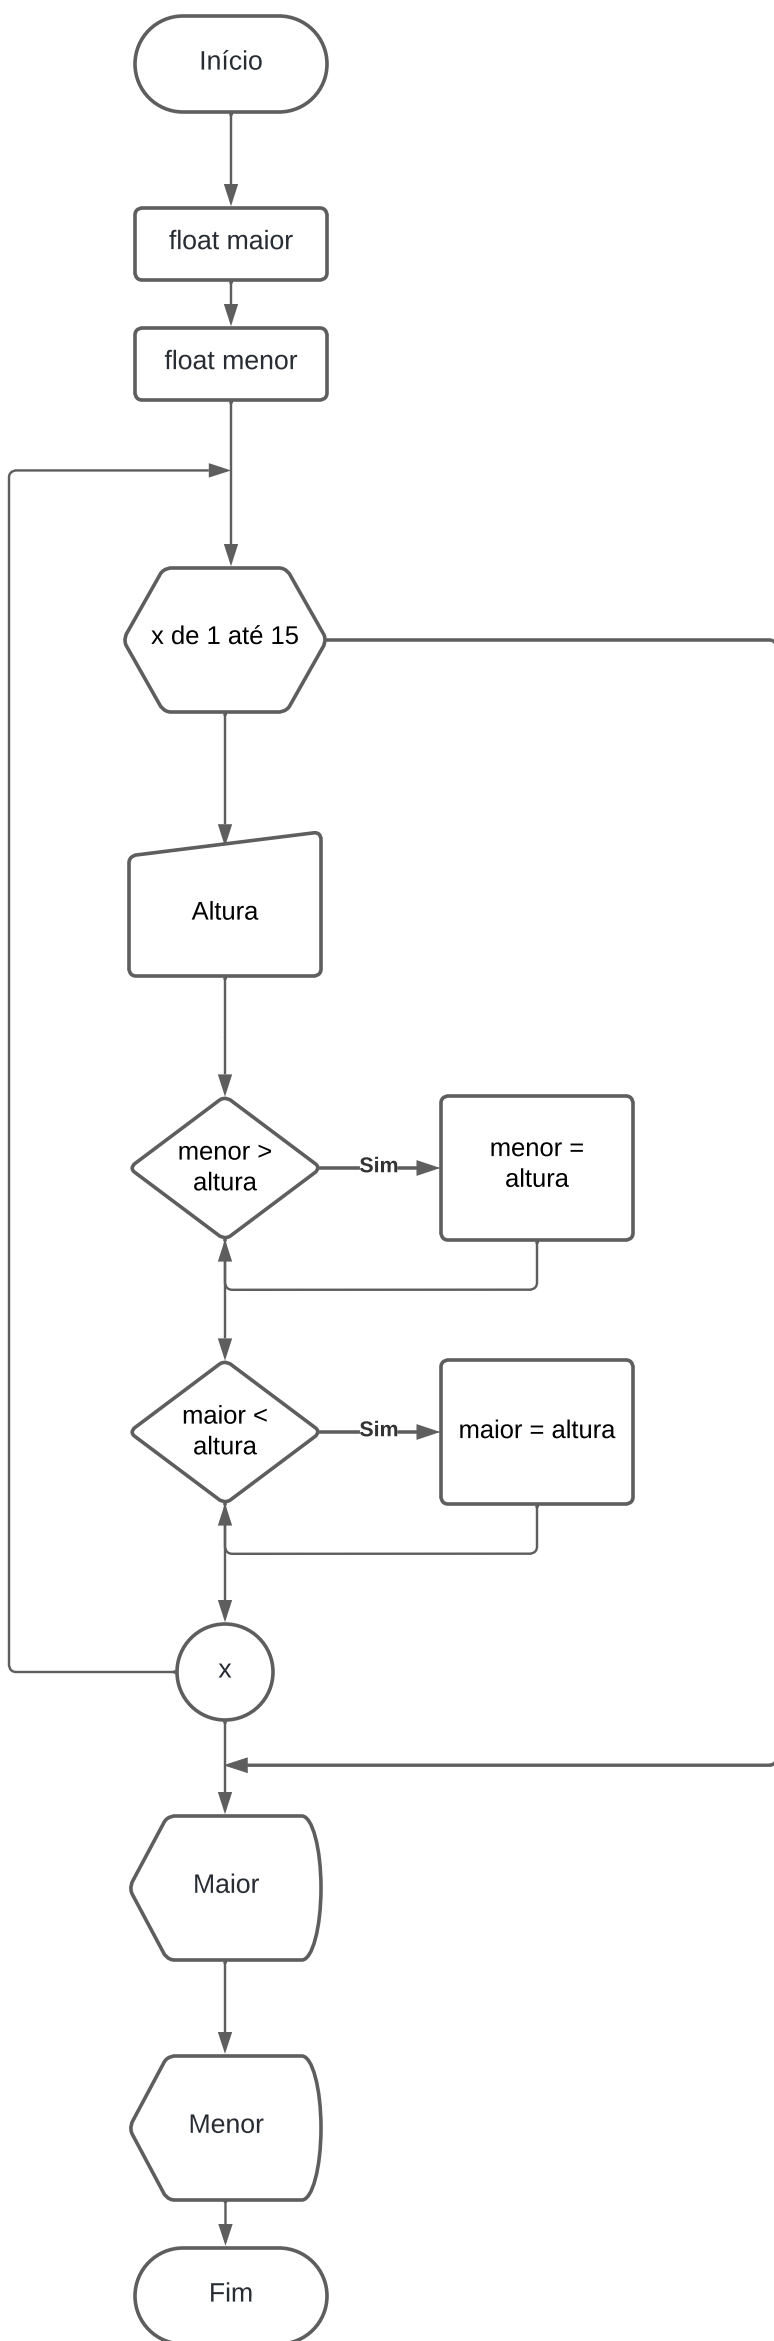 Início
float maior
float menor
x de 1 até 15
Altura
menor >
altura
Sim
menor =
altura
maior <
altura
Sim
maior = altura
x
Maior
Menor
Fim